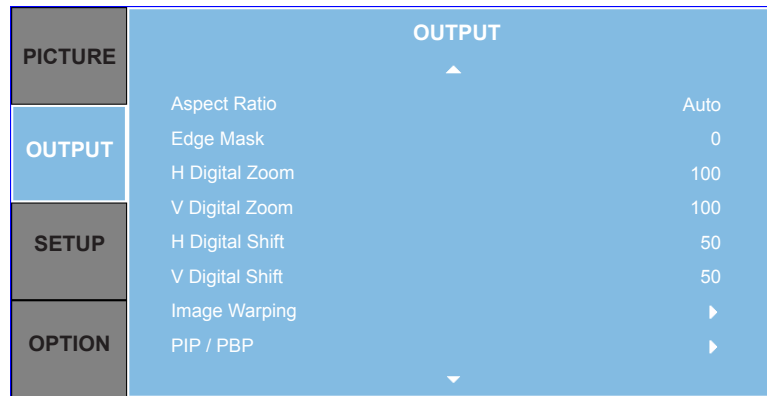 PICTURE
OUTPUT
SETUP
OPTION
OUTPUT
Aspect Ratio Auto
Edge Mask 0
H Digital Zoom 100
V Digital Zoom 100
H Digital Shift 50
V Digital Shift 50
Image Warping
PIP / PBP